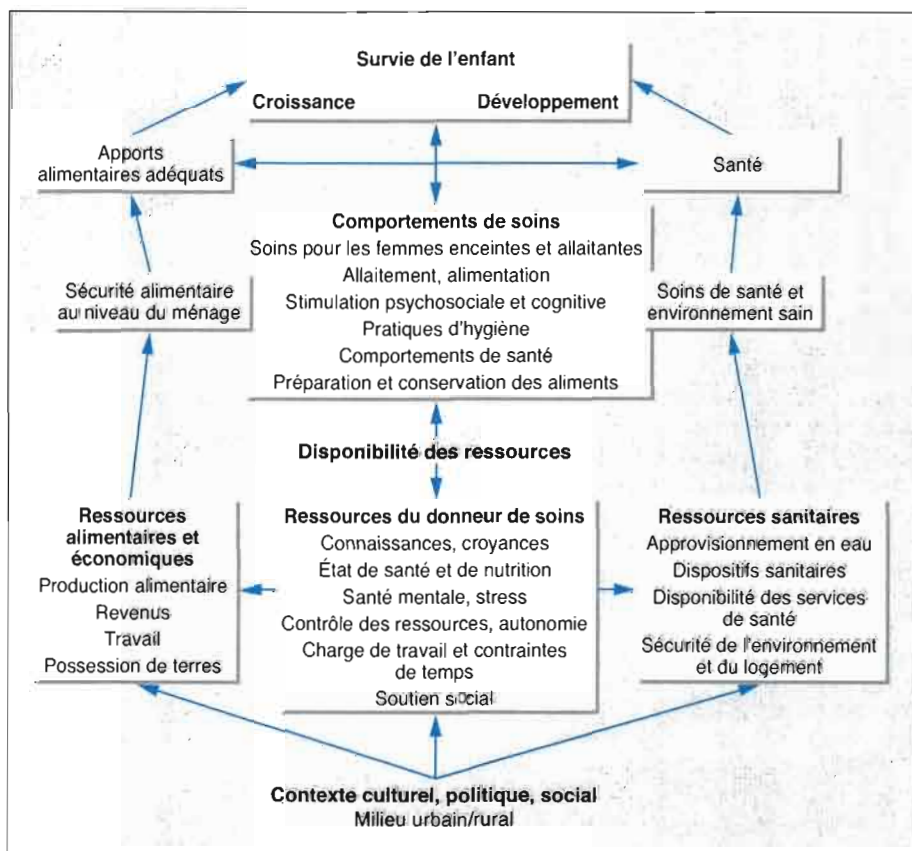 Survie de l'enfant
Croissance Développement
Apports
alimentaires adéquats
Santé
Comportements de soins
Soins pour les femmes enceintes et allaitantes
Allaitement, alimentation
Stimulation psychosociale et cognitive
Pratiques d'hygiène
Comportements de santé
Préparation et conservation des aliments
Sécurité alimentaire
au niveau du ménage
Soins de santé et
environnement sain
Disponibilité des ressources
Ressources
alimentaires et
économiques
Production alimentaire
Revenus
Travail
Possession de terres
Ressources du donneur de soins
Connaissances, croyances
État de santé et de nutrition
Santé mentale, stress
Contrôle des ressources, autonomie
Charge de travail et contraintes
de temps
Soutien social
Ressources sanitaires
Approvisionnement en eau
Dispositifs sanitaires
Disponibilité des services
de santé
Sécurité de l'environnement
et du logement
Contexte culturel, politique, social
Milieu urbain/rural